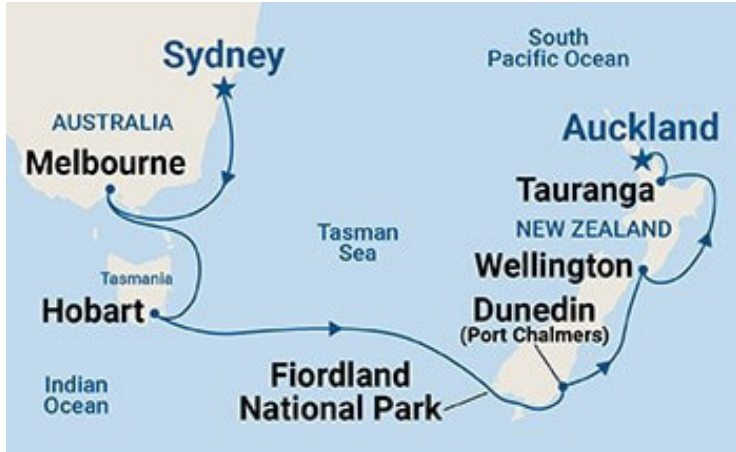 Sydney
South
Pacific Ocean
AUSTRALIA
Auckland
Melbourne
Tauranga
Tasman
Sea
NEW ZEALAND
Wellington
Tasmania
Hobart
Dunedin
(Port Chalmers)
Fiordland
National Park
Indian
Ocean